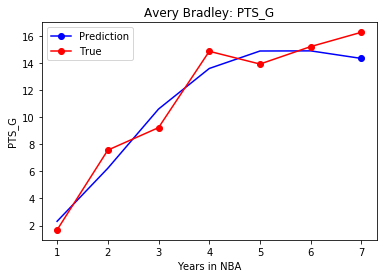 Avery Bradley: PTS_G
Prediction
True
PTS_G
16
14
12
10
8
6
4
2
1 2 3 4 5 6 7
Years in NBA